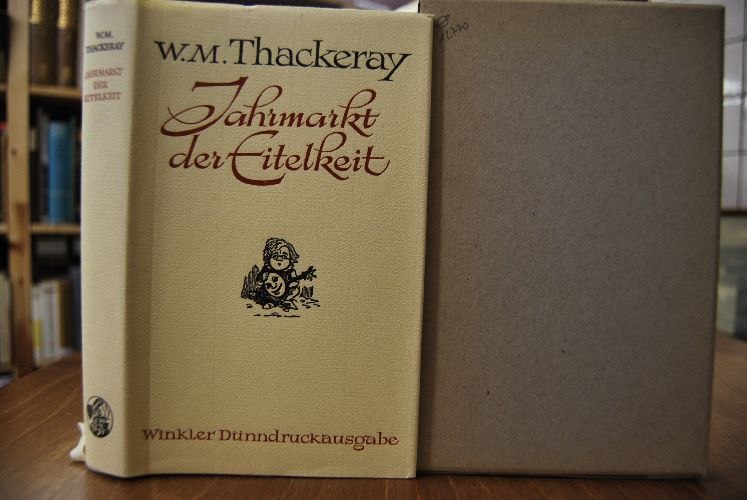 W. M.
THACKERAY
JAHRMARKT
DER
EITELKEIT
W. M. Thackeray
Jahrmarkt
der Eitelkeit
Winkler Dünndruckausgabe